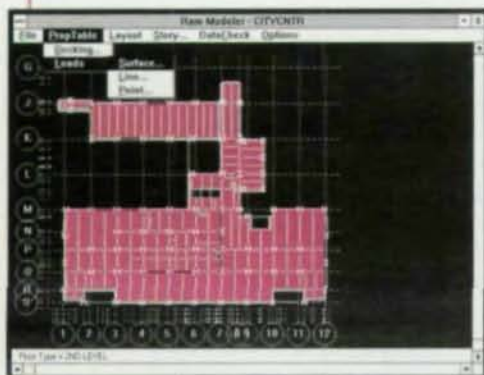 Ram Modeler - CITYCNTR
File PropTable Layout Story... DataCheck Options
Decking...
Loads Surface...
Line...
Point...
G
J
K
L
M
N
P
1 2 3 4 5 6 7 8 9 10 11 12
Floor Type = 2ND LEVEL